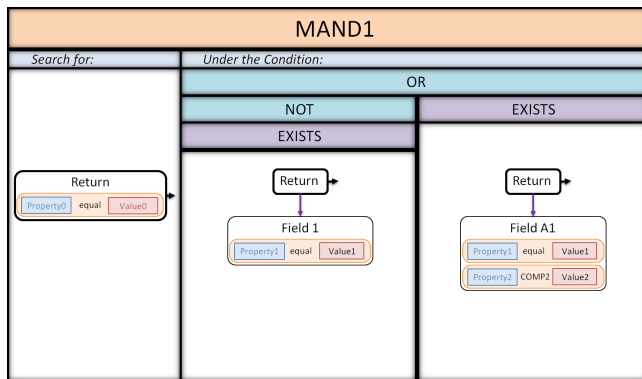 MAND1
Search for:
Under the Condition:
OR
NOT
EXISTS
EXISTS
Return
Property0 equal Value0
Return
Field 1
Property1 equal Value1
Return
Field A1
Property1 equal Value1
Property2 COMP2 Value2